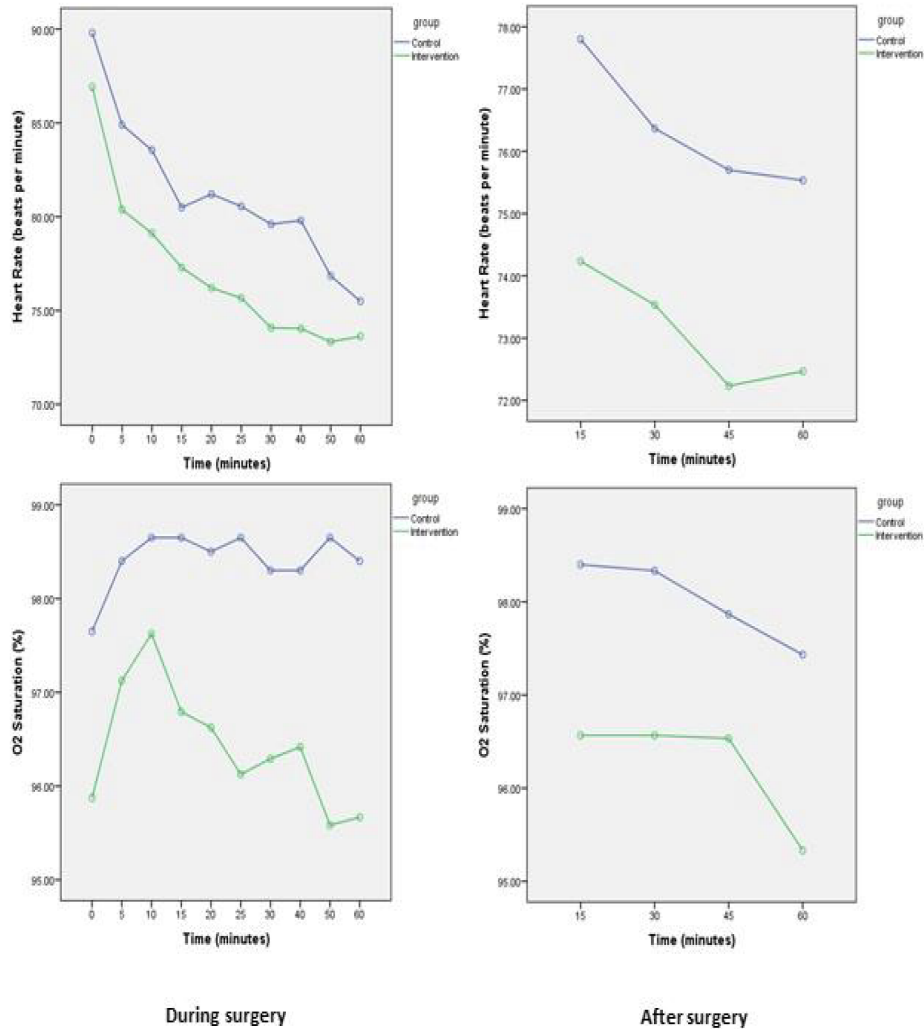 group
Control
Intervention
90.00
85.00
80.00
75.00
70.00
Heart Rate (beats per minute)
0 5 10 15 20 25 30 40 50 60
Time (minutes)
group
Control
Intervention
78.00
77.00
76.00
75.00
74.00
73.00
72.00
Heart Rate (beats per minute)
15 30 45 60
Time (minutes)
group
Control
Intervention
99.00
98.00
97.00
96.00
95.00
O2 Saturation (%)
0 5 10 15 20 25 30 40 50 60
Time (minutes)
group
Control
Intervention
99.00
98.00
97.00
96.00
95.00
O2 Saturation (%)
15 30 45 60
Time (minutes)
During surgery
After surgery